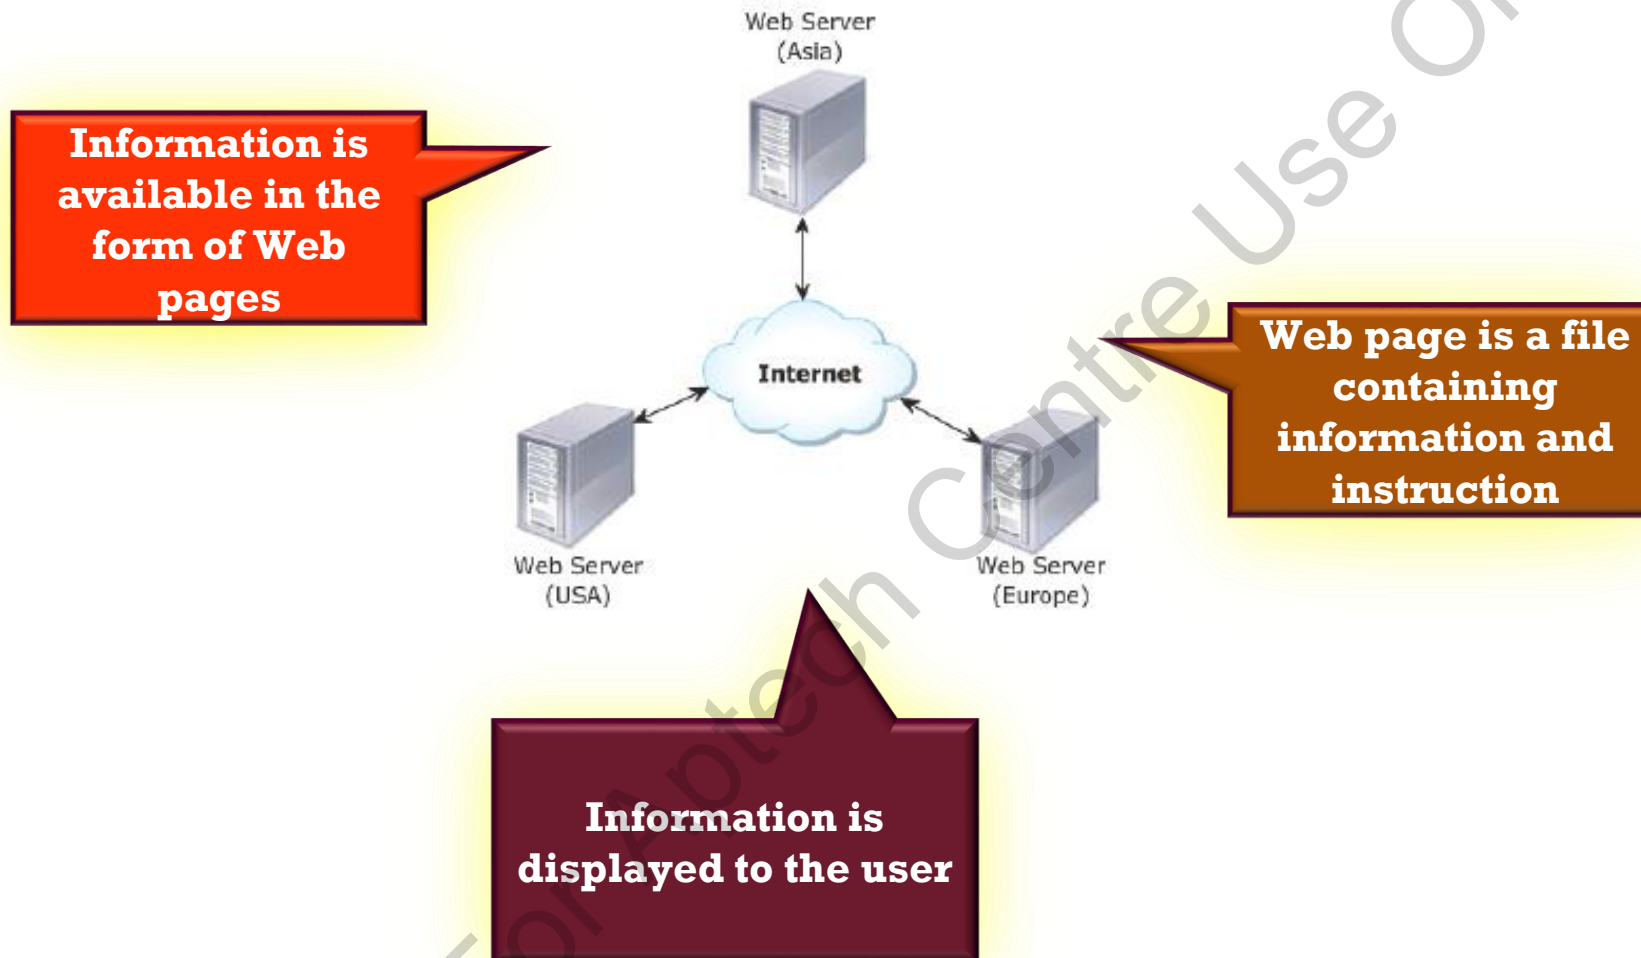 Web Server
(Asia)
Information is
available in the
form of Web
pages
Internet
Web page is a file
containing
information and
instruction
Web Server
(USA)
Web Server
(Europe)
Information is
displayed to the user
For Aptech Centre Use